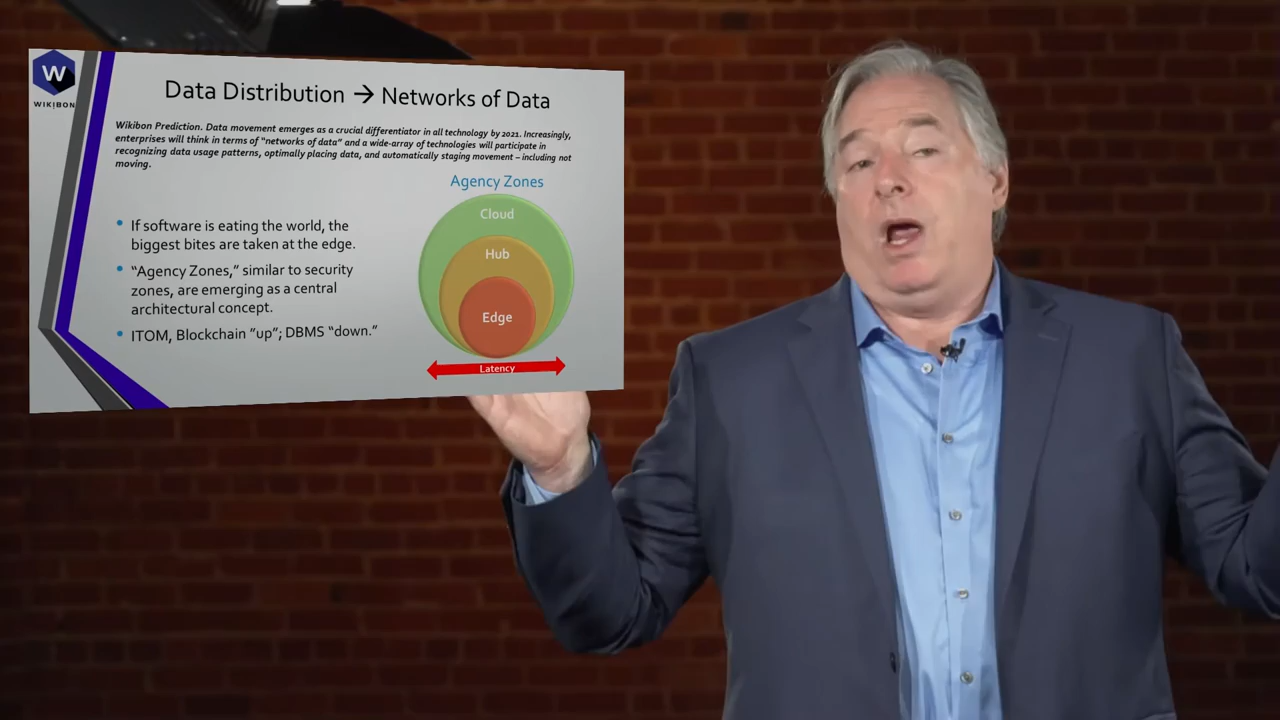 W
WIKIBON
Data Distribution → Networks of Data
Wikibon Prediction. Data movement emerges as a crucial differentiator in all technology by 2021. Increasingly,
enterprises will think in terms of “networks of data” and a wide-array of technologies will participate in
recognizing data usage patterns, optimally placing data, and automatically staging movement – including not
moving.
• If software is eating the world, the
biggest bites are taken at the edge.
• “Agency Zones,” similar to security
zones, are emerging as a central
architectural concept.
• ITOM, Blockchain “up”; DBMS “down.”
Agency Zones
Cloud
Hub
Edge
Latency